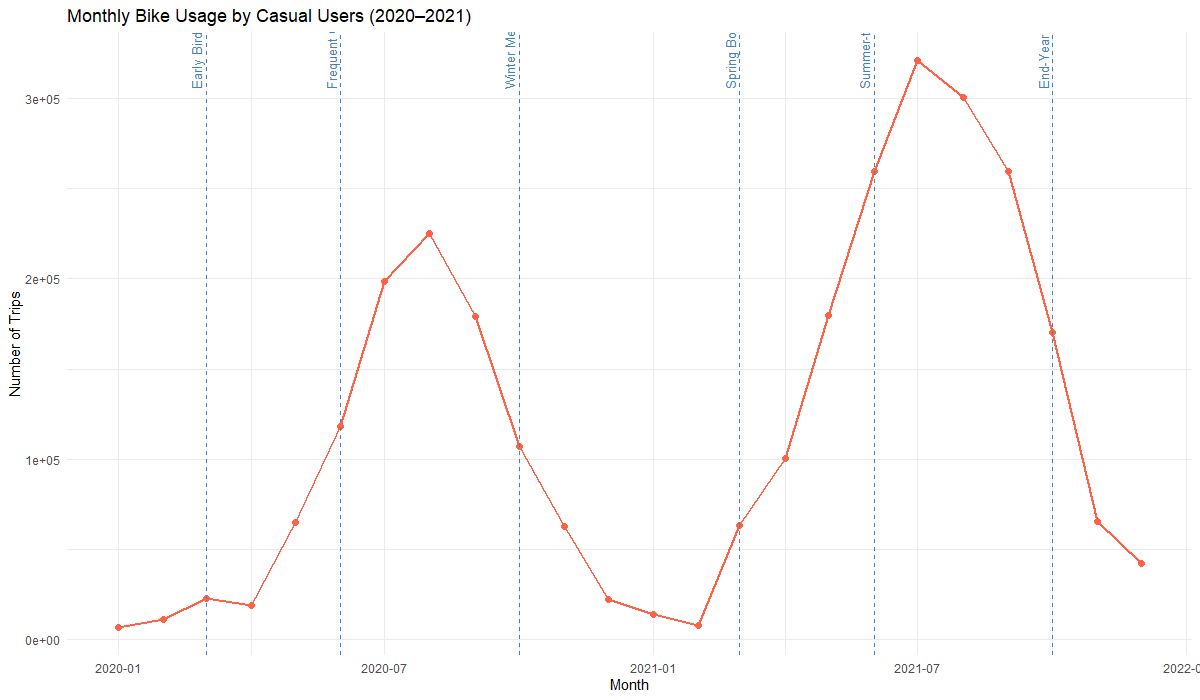 Monthly Bike Usage by Casual Users (2020–2021)
Early Bird
Frequent
Winter Me
Spring Bo
Summer-t
End-Year
3e+05
2e+05
1e+05
0e+00
Number of Trips
2020-01
2020-07
2021-01
2021-07
2022-0
Month